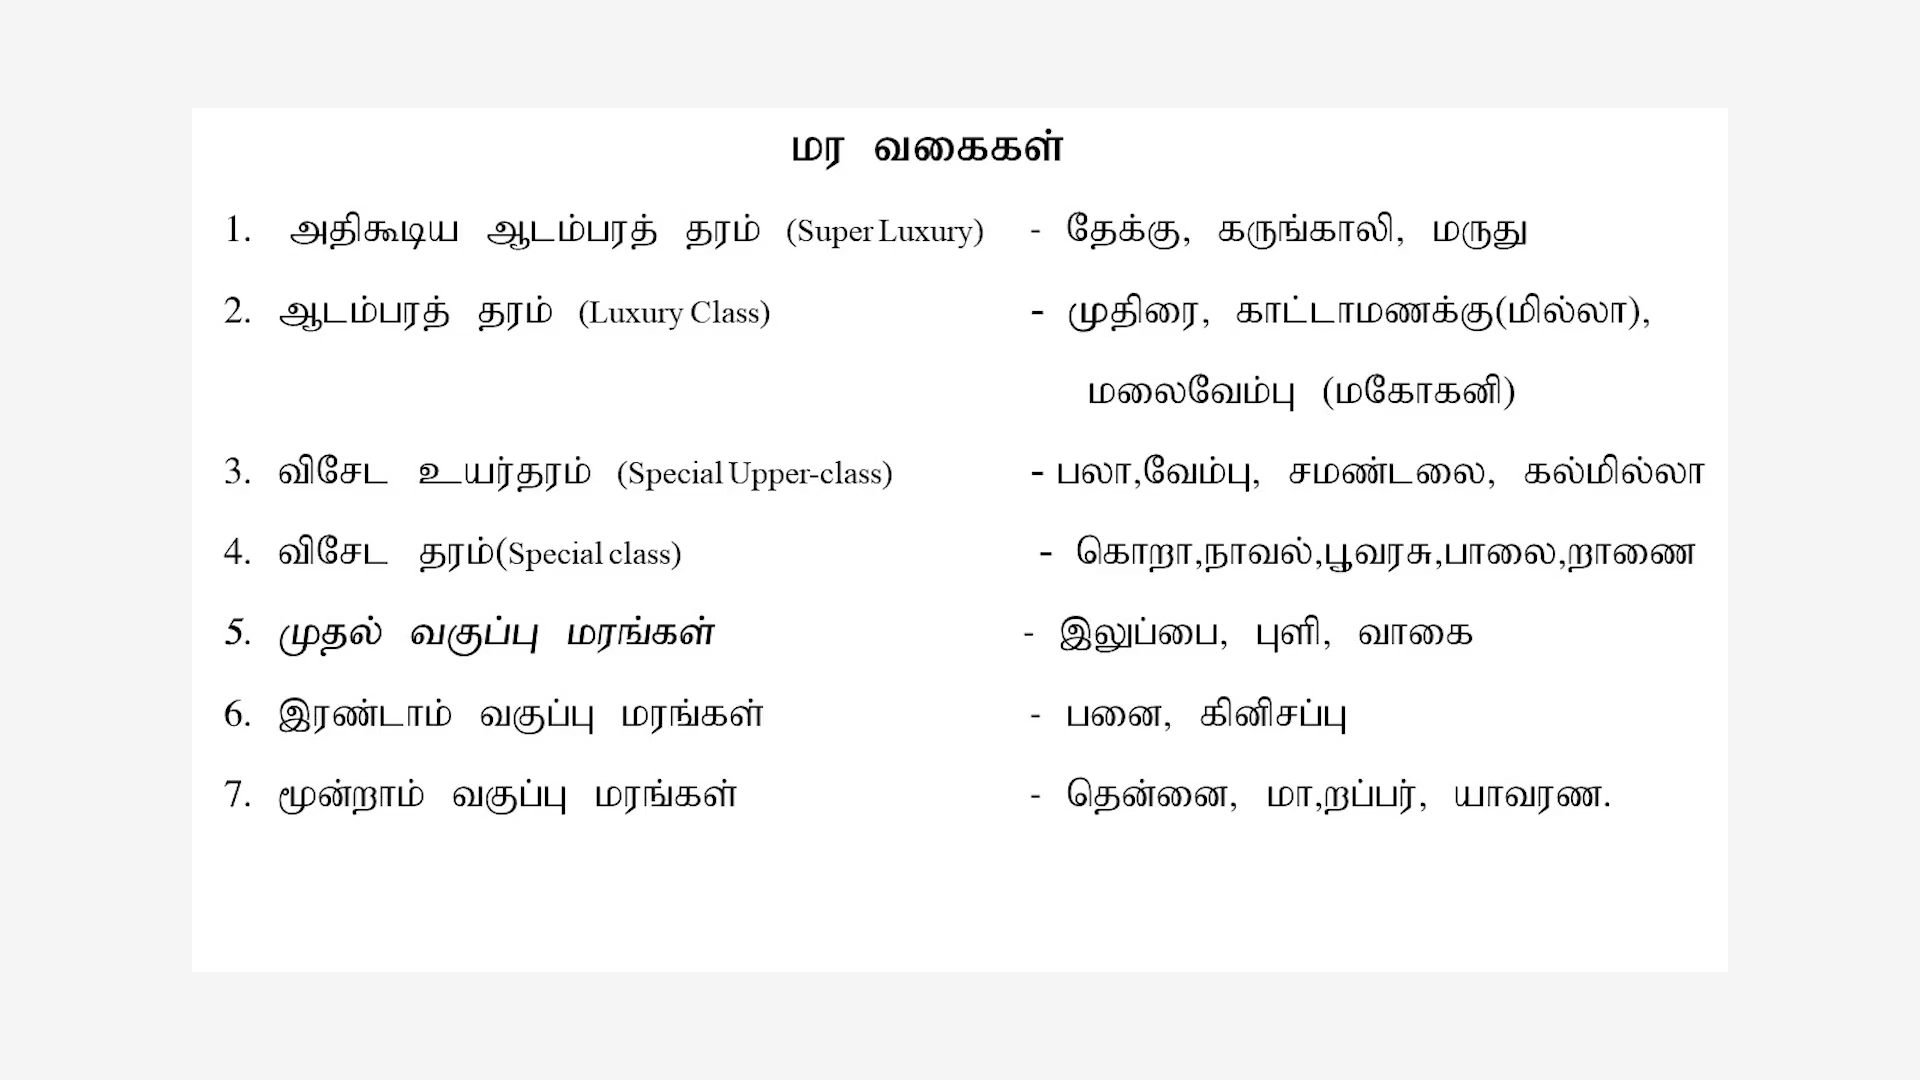 மர வகைகள்
1. அதிகூடிய ஆடம்பரத் தரம் (Super Luxury) - தேக்கு, கருங்காலி, மருது
2. ஆடம்பரத் தரம் (Luxury Class) - முதிரை, காட்டாமணக்கு(மில்லா),
மலைவேம்பு (மகோகனி)
3. விசேட உயர்தரம் (Special Upper-class) - பலா,வேம்பு, சமண்டலை, கல்மில்லா
4. விசேட தரம்(Special class) - கொறா,நாவல்,பூவரசு,பாலை,றாணை
5. முதல் வகுப்பு மரங்கள் - இலுப்பை, புளி, வாகை
6. இரண்டாம் வகுப்பு மரங்கள் - பனை, கினிசப்பு
7. மூன்றாம் வகுப்பு மரங்கள் - தென்னை, மா,றப்பர், யாவரண.